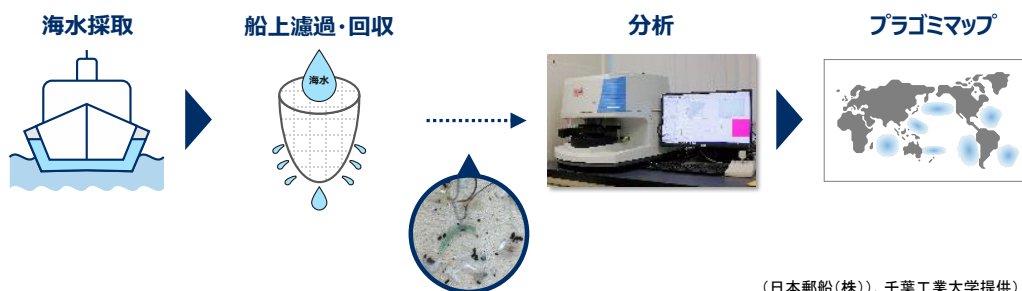 海水採取
船上濾過・回収
分析
プラゴミマップ
海水
（日本郵船（株））、千葉工業大学提供）